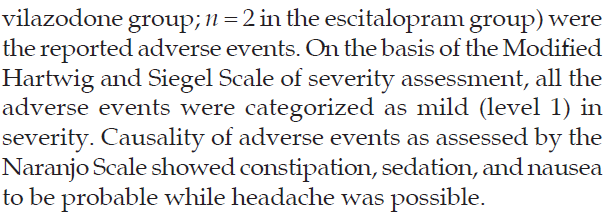 vilazodone group; n = 2 in the escitalopram group) were
the reported adverse events. On the basis of the Modified
Hartwig and Siegel Scale of severity assessment, all the
adverse events were categorized as mild (level 1) in
severity. Causality of adverse events as assessed by the
Naranjo Scale showed constipation, sedation, and nausea
to be probable while headache was possible.